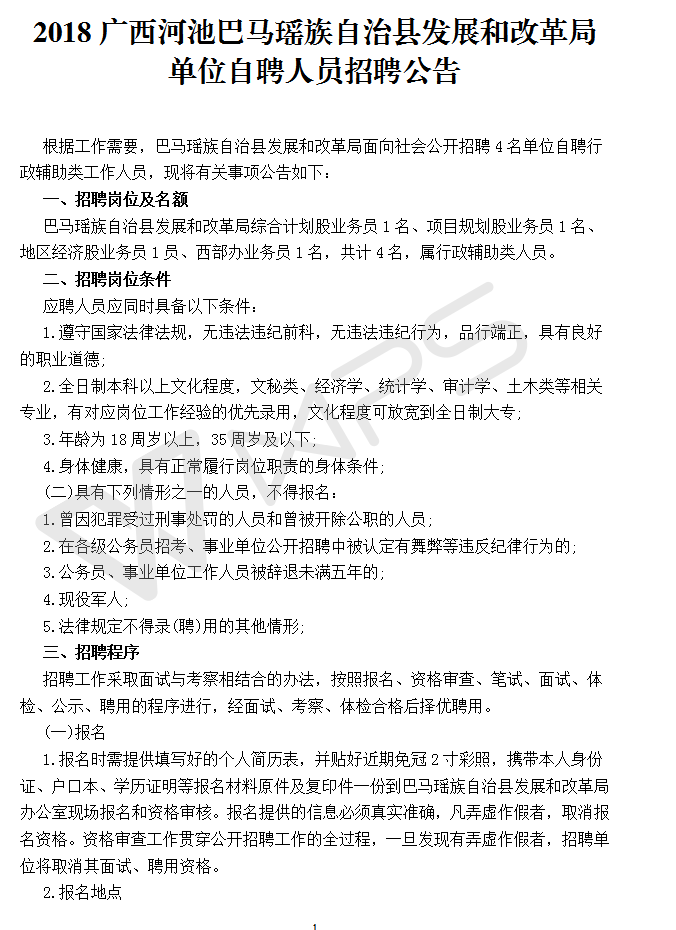 2018广西河池巴马瑶族自治县发展和改革局
单位自聘人员招聘公告
根据工作需要，巴马瑶族自治县发展和改革局面向社会公开招聘4名单位自聘行
政辅助类工作人员，现将有关事项公告如下：
一、招聘岗位及名额
巴马瑶族自治县发展和改革局综合计划股业务员1名、项目规划股业务员1名、
地区经济股业务员1员、西部办业务员1名，共计4名，属行政辅助类人员。
二、招聘岗位条件
应聘人员应同时具备以下条件：
1.遵守国家法律法规，无违法违纪前科，无违法违纪行为，品行端正，具有良好
的职业道德;
2.全日制本科以上文化程度，文秘类、经济学、统计学、审计学、土木类等相关
专业，有对应岗位工作经验的优先录用，文化程度可放宽到全日制大专;
3.年龄为18周岁以上，35周岁及以下;
4.身体健康，具有正常履行岗位职责的身体条件;
(二)具有下列情形之一的人员，不得报名：
1.曾因犯罪受过刑事处罚的人员和曾被开除公职的人员;
2.在各级公务员招考、事业单位公开招聘中被认定有舞弊等违反纪律行为的;
3.公务员、事业单位工作人员被辞退未满五年的;
4.现役军人;
5.法律规定不得录(聘)用的其他情形;
三、招聘程序
招聘工作采取面试与考察相结合的办法，按照报名、资格审查、笔试、面试、体
检、公示、聘用的程序进行，经面试、考察、体检合格后择优聘用。
(一)报名
1.报名时需提供填写好的个人简历表，并贴好近期免冠2寸彩照，携带本人身份
证、户口本、学历证明等报名材料原件及复印件一份到巴马瑶族自治县发展和改革局
办公室现场报名和资格审核。报名提供的信息必须真实准确，凡弄虚作假者，取消报
名资格。资格审查工作贯穿公开招聘工作的全过程，一旦发现有弄虚作假者，招聘单
位将取消其面试、聘用资格。
2.报名地点
1
WPS